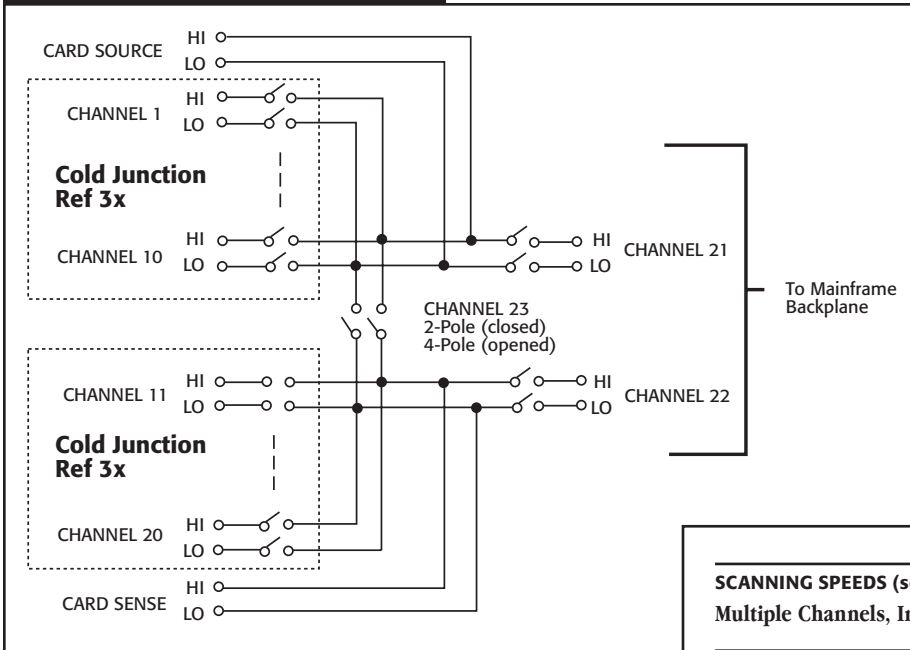 CARD SOURCE
HI
LO
CHANNEL 1
HI
LO
Cold Junction
Ref 3x
CHANNEL 10
HI
LO
HI
LO
CHANNEL 21
CHANNEL 23
2-Pole (closed)
4-Pole (opened)
To Mainframe
Backplane
CHANNEL 11
HI
LO
HI
LO
CHANNEL 22
Cold Junction
Ref 3x
CHANNEL 20
HI
LO
CARD SENSE
HI
LO
SCANNING SPEEDS (s
Multiple Channels, I